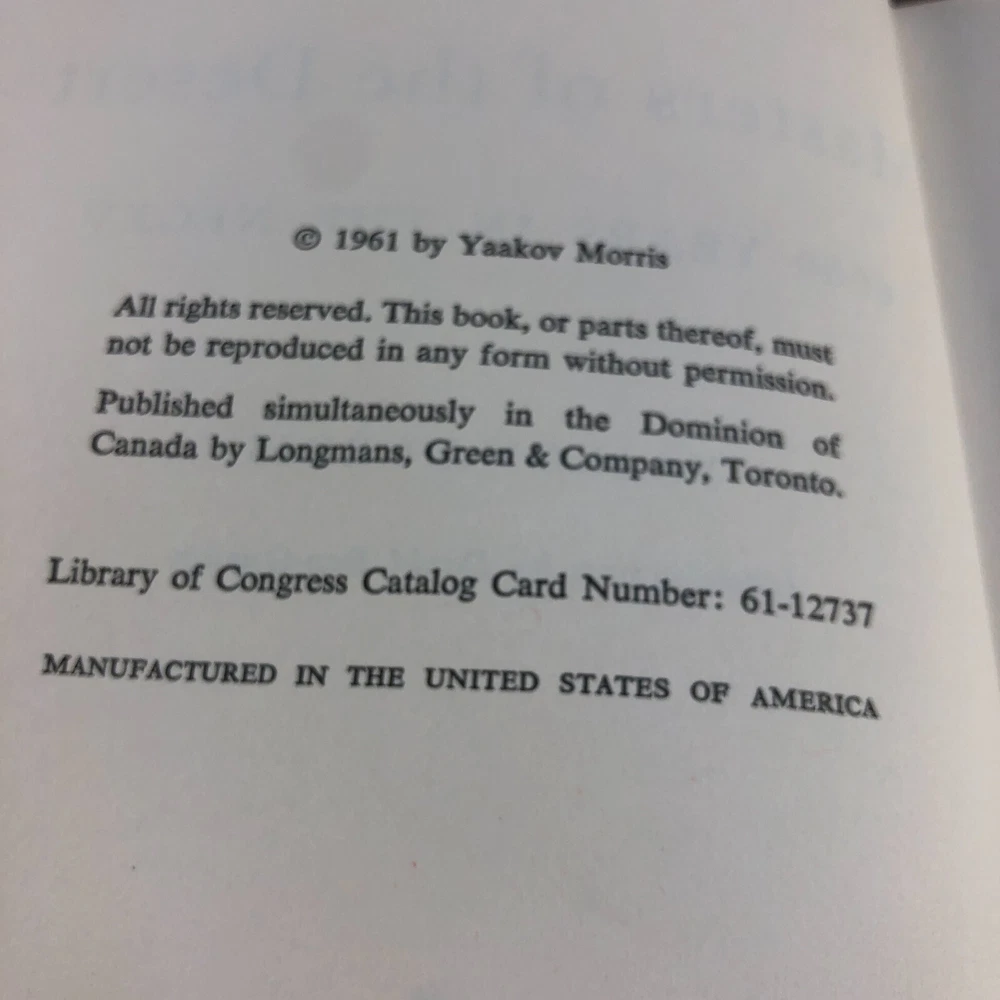 © 1961 by Yaakov Morris
All rights reserved. This book, or parts thereof, must
not be reproduced in any form without permission.
Published simultaneously in the Dominion of
Canada by Longmans, Green & Company, Toronto.
Library of Congress Catalog Card Number: 61-12737
MANUFACTURED IN THE UNITED STATES OF AMERICA